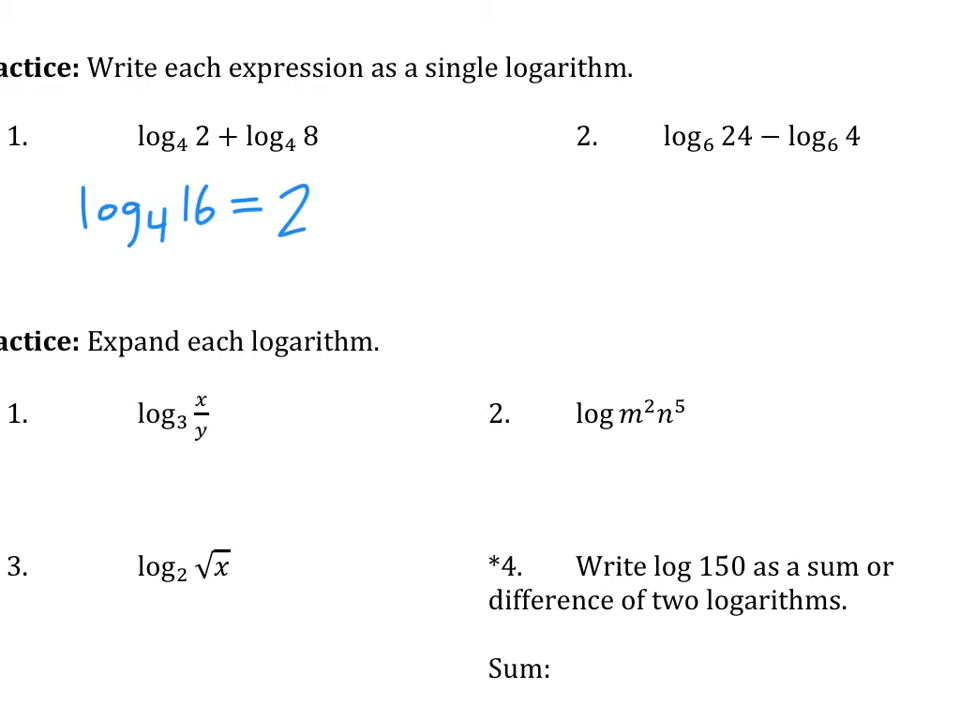 actice: Write each expression as a single logarithm.
1. log₄ 2 + log₄ 8
2. log₆ 24 − log₆ 4
log₄ 16 = 2
actice: Expand each logarithm.
1. log₃ x/y
2. log m²n⁵
3. log₂ √x
*4. Write log 150 as a sum or
difference of two logarithms.
Sum: